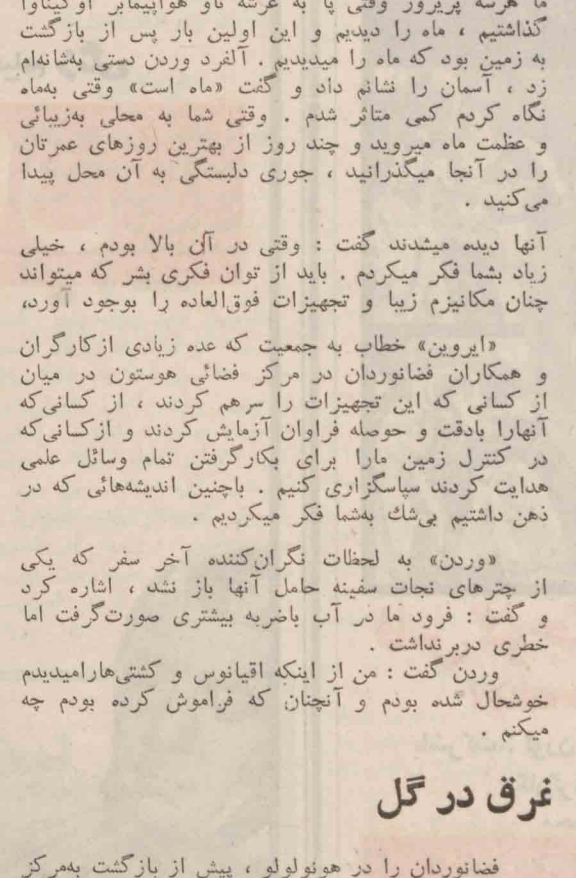 ما هرسه پریروز وقتی پا به عرشه ناو هواپیمابر اوکیناوا
گذاشتیم ، ماه را دیدیم و این اولین بار پس از بازگشت
به زمین بود که ماه را میدیدیم . آلفرد وردن دستی به‌شانه‌ام
زد ، آسمان را نشانم داد و گفت «ماه است» وقتی به‌ماه
نگاه کردم کمی متاثر شدم . وقتی شما به محلی به‌زیبائی
و عظمت ماه میروید و چند روز از بهترین روزهای عمرتان
را در آنجا میگذرانید ، جوری دلبستگی به آن محل پیدا
می‌کنید .
آنها دیده میشدند گفت : وقتی در آن بالا بودم ، خیلی
زیاد بشما فکر میکردم . باید از توان فکری بشر که میتواند
چنان مکانیزم زیبا و تجهیزات فوق‌العاده را بوجود آورد،
«ایروین» خطاب به جمعیت که عده زیادی از کارگران
و همکاران فضانوردان در مرکز فضائی هوستون در میان
از کسانی که این تجهیزات را سرهم کردند ، از کسانی‌که
آنهارا بادقت و حوصله فراوان آزمایش کردند و ازکسانی‌که
در کنترل زمین مارا برای بکارگرفتن تمام وسائل علمی
هدایت کردند سپاسگزاری کنیم . باچنین اندیشه‌هائی که در
ذهن داشتیم بی‌شك به‌شما فکر میکردیم .
«وردن» به لحظات نگران‌کننده آخر سفر که یکی
از چترهای نجات سفینه حامل آنها باز نشد ، اشاره کرد
و گفت : فرود ما در آب باضربه بیشتری صورت‌گرفت اما
خطری دربرنداشت .
وردن گفت : من از اینکه اقیانوس و کشتی‌هارامیدیدم
خوشحال شده بودم و آنچنان که فراموش کرده بودم چه
میکنم .
غرق در گل
فضانوردان را در هونولولو ، پیش از بازگشت به‌مرکز